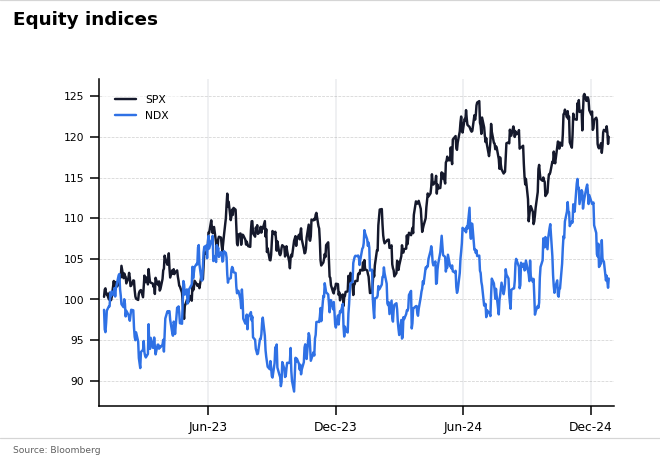 Equity indices
SPX
NDX
125
120
115
110
105
100
95
90
Jun-23
Dec-23
Jun-24
Dec-24
Source: Bloomberg